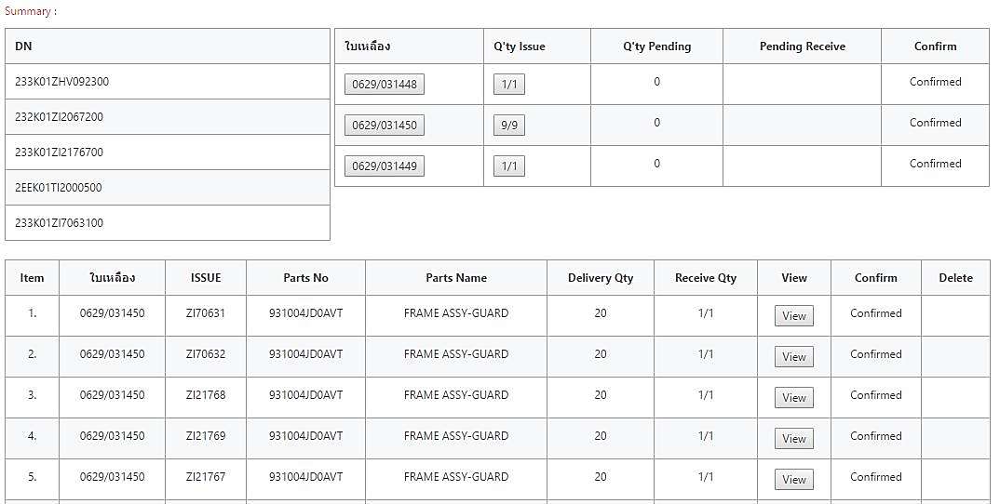 Summary :
DN
233K01ZHV092300
232K01ZI2067200
233K01ZI2176700
2EEK01TI2000500
233K01ZI7063100
ใบเหลือง Q'ty Issue Q'ty Pending Pending Receive Confirm
0629/031448 1/1 0 Confirmed
0629/031450 9/9 0 Confirmed
0629/031449 1/1 0 Confirmed
Item ใบเหลือง ISSUE Parts No Parts Name Delivery Qty Receive Qty View Confirm Delete
1. 0629/031450 ZI70631 931004JD0AVT FRAME ASSY-GUARD 20 1/1 View Confirmed
2. 0629/031450 ZI70632 931004JD0AVT FRAME ASSY-GUARD 20 1/1 View Confirmed
3. 0629/031450 ZI21768 931004JD0AVT FRAME ASSY-GUARD 20 1/1 View Confirmed
4. 0629/031450 ZI21769 931004JD0AVT FRAME ASSY-GUARD 20 1/1 View Confirmed
5. 0629/031450 ZI21767 931004JD0AVT FRAME ASSY-GUARD 20 1/1 View Confirmed